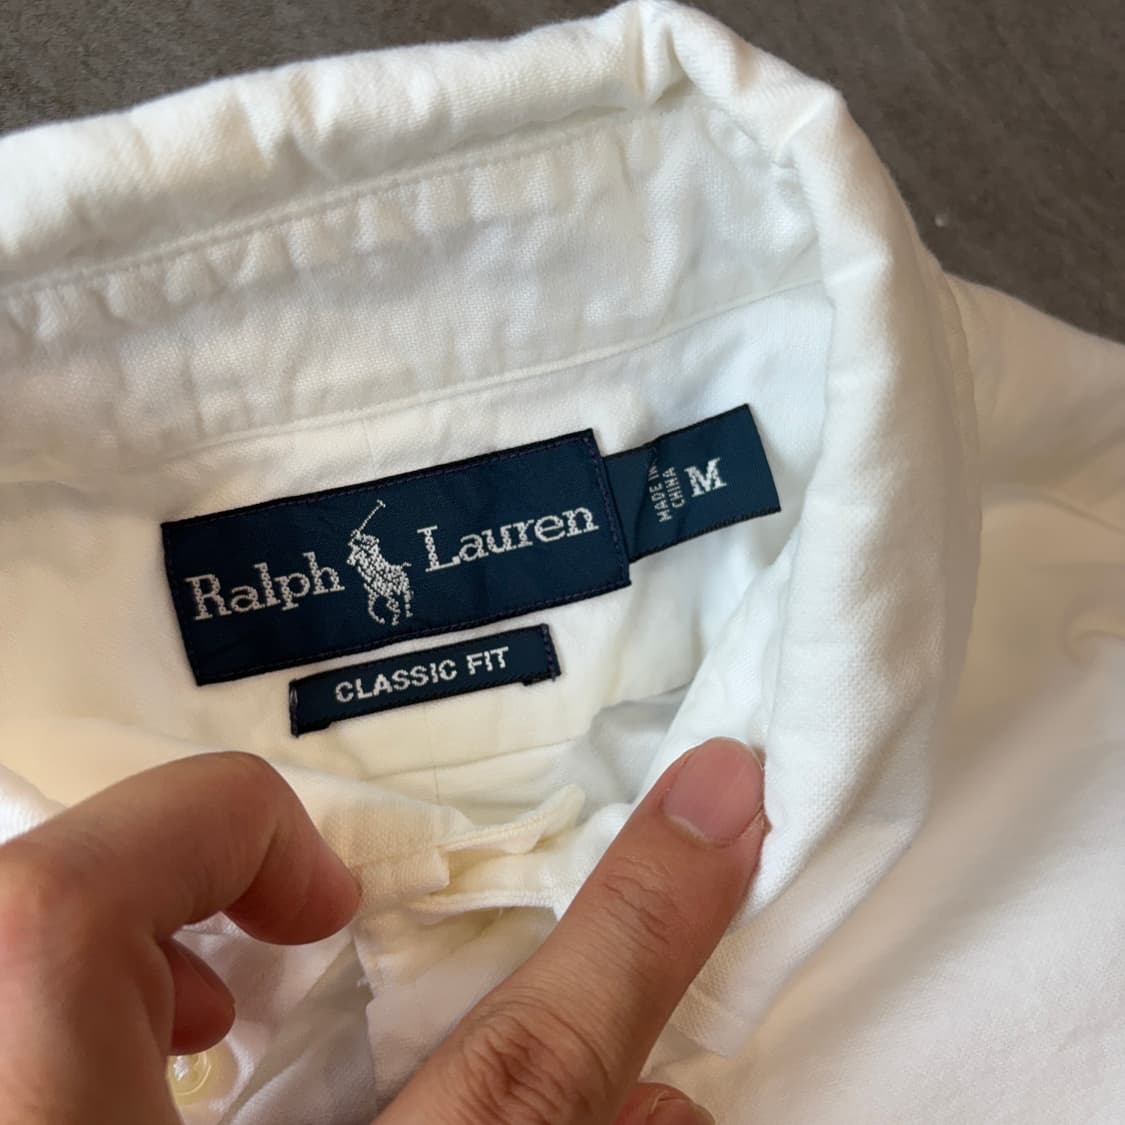 Ralph Lauren
MADE IN
CHINA
M
CLASSIC FIT